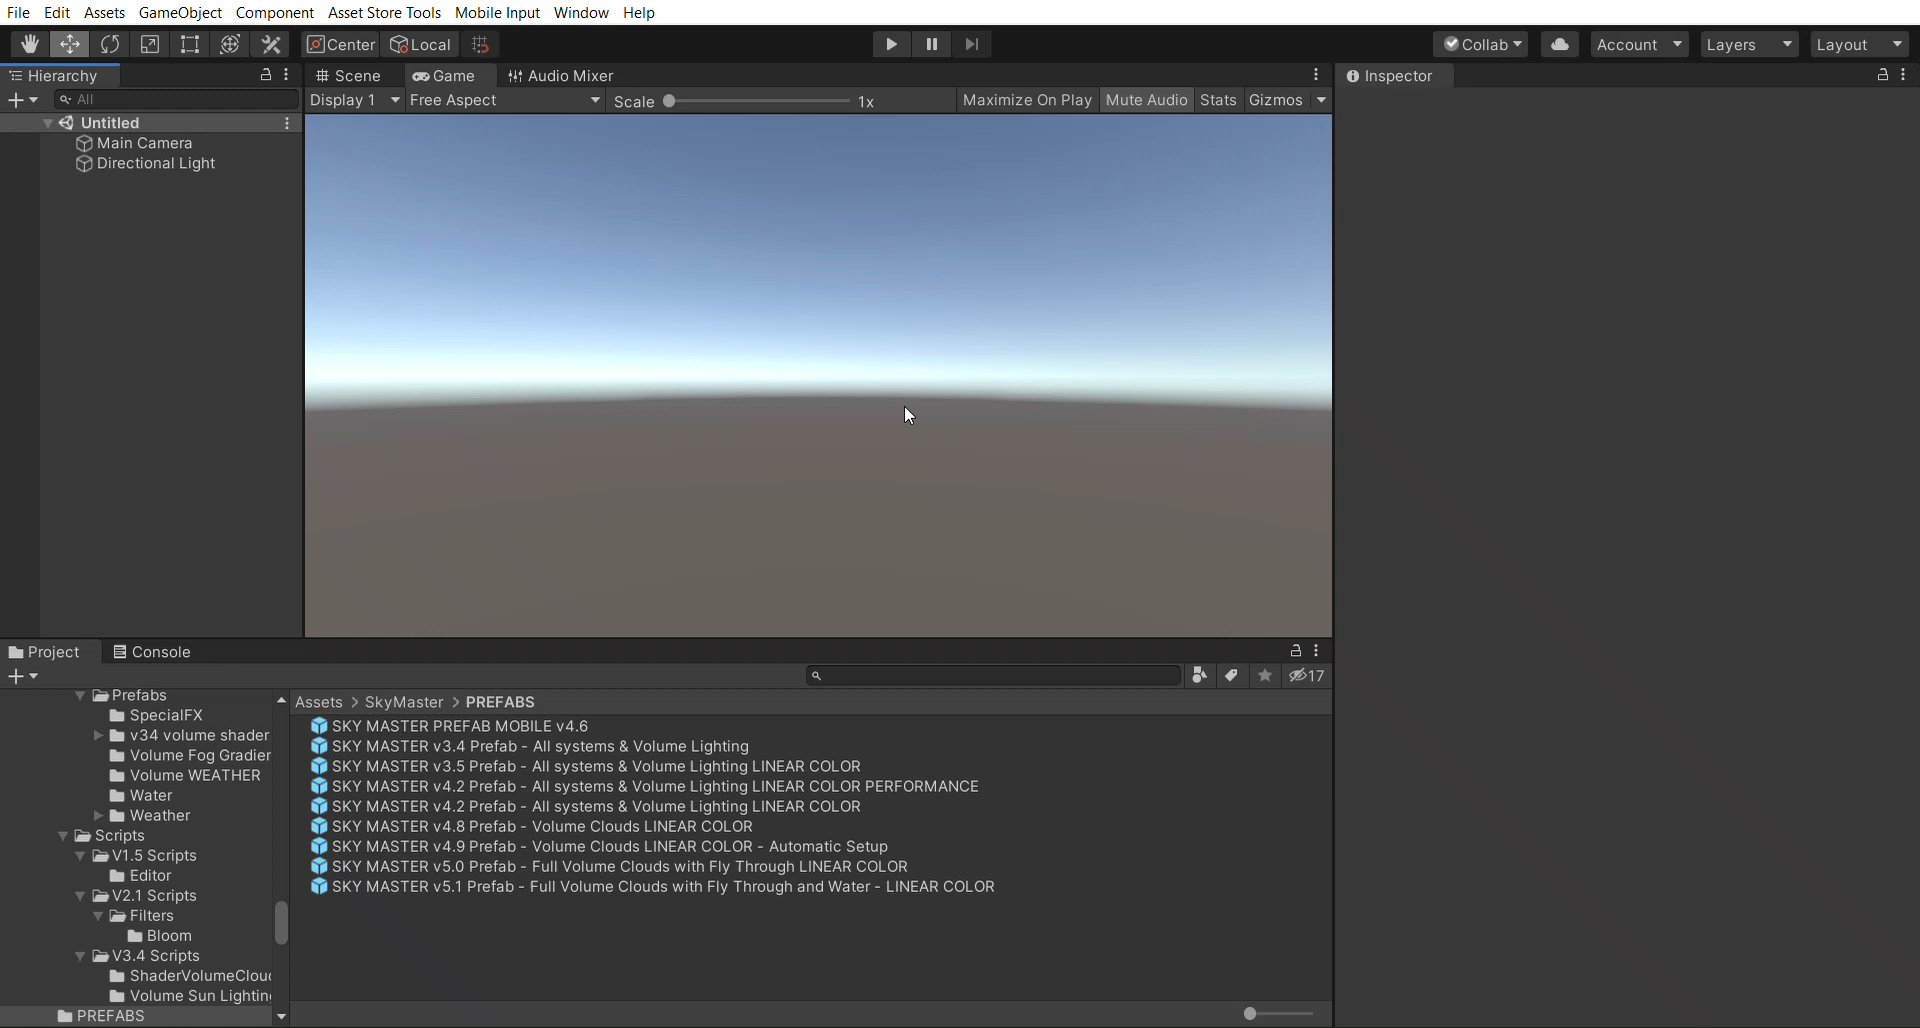 File Edit Assets GameObject Component Asset Store Tools Mobile Input Window Help
Center Local Collab Account Layers Layout
Hierarchy
All
Untitled
Main Camera
Directional Light
Scene Game Audio Mixer
Display 1 Free Aspect Scale 1x Maximize On Play Mute Audio Stats Gizmos
Inspector
Project Console
17
Prefabs
SpecialFX
v34 volume shader
Volume Fog Gradier
Volume WEATHER
Water
Weather
Scripts
V1.5 Scripts
Editor
V2.1 Scripts
Filters
Bloom
V3.4 Scripts
ShaderVolumeClou
Volume Sun Lighting
PREFABS
Assets > SkyMaster > PREFABS
SKY MASTER PREFAB MOBILE v4.6
SKY MASTER v3.4 Prefab - All systems & Volume Lighting
SKY MASTER v3.5 Prefab - All systems & Volume Lighting LINEAR COLOR
SKY MASTER v4.2 Prefab - All systems & Volume Lighting LINEAR COLOR PERFORMANCE
SKY MASTER v4.2 Prefab - All systems & Volume Lighting LINEAR COLOR
SKY MASTER v4.8 Prefab - Volume Clouds LINEAR COLOR
SKY MASTER v4.9 Prefab - Volume Clouds LINEAR COLOR - Automatic Setup
SKY MASTER v5.0 Prefab - Full Volume Clouds with Fly Through LINEAR COLOR
SKY MASTER v5.1 Prefab - Full Volume Clouds with Fly Through and Water - LINEAR COLOR